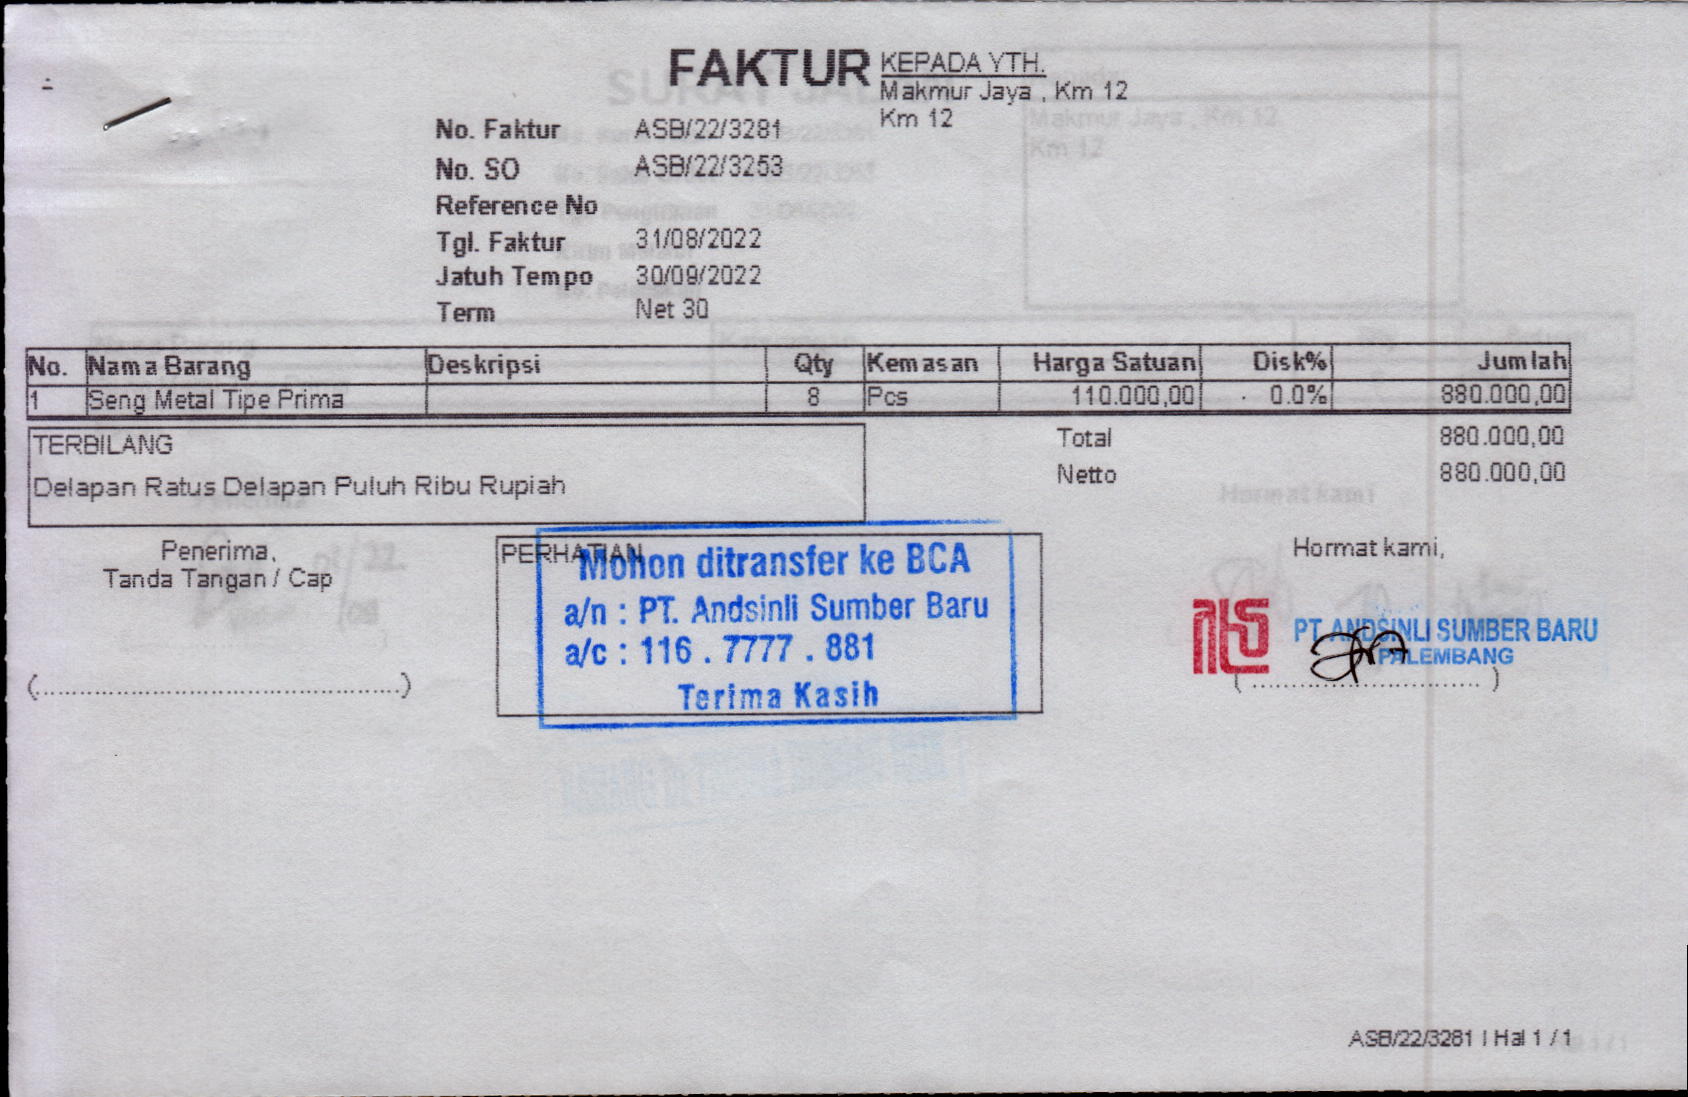 FAKTUR
KEPADA YTH.
Makmur Jaya , Km 12
Km 12
No. Faktur ASB/22/3281
No. SO ASB/22/3253
Reference No
Tgl. Faktur 31/08/2022
Jatuh Tempo 30/09/2022
Term Net 30
No. Nama Barang Deskripsi Qty Kemasan Harga Satuan Disk% Jumlah
1 Seng Metal Tipe Prima 8 Pcs 110.000,00 0.0% 880.000,00
TERBILANG
Delapan Ratus Delapan Puluh Ribu Rupiah
Total 880.000,00
Netto 880.000,00
Penerima,
Tanda Tangan / Cap
(........................................................)
PERHATIAN
Mohon ditransfer ke BCA
a/n : PT. Andsinli Sumber Baru
a/c : 116 . 7777 . 881
Terima Kasih
Hormat kami,
PT ANDSINLI SUMBER BARU
PALEMBANG
( .................................. )
ASB/22/3281 | Hal 1 / 1